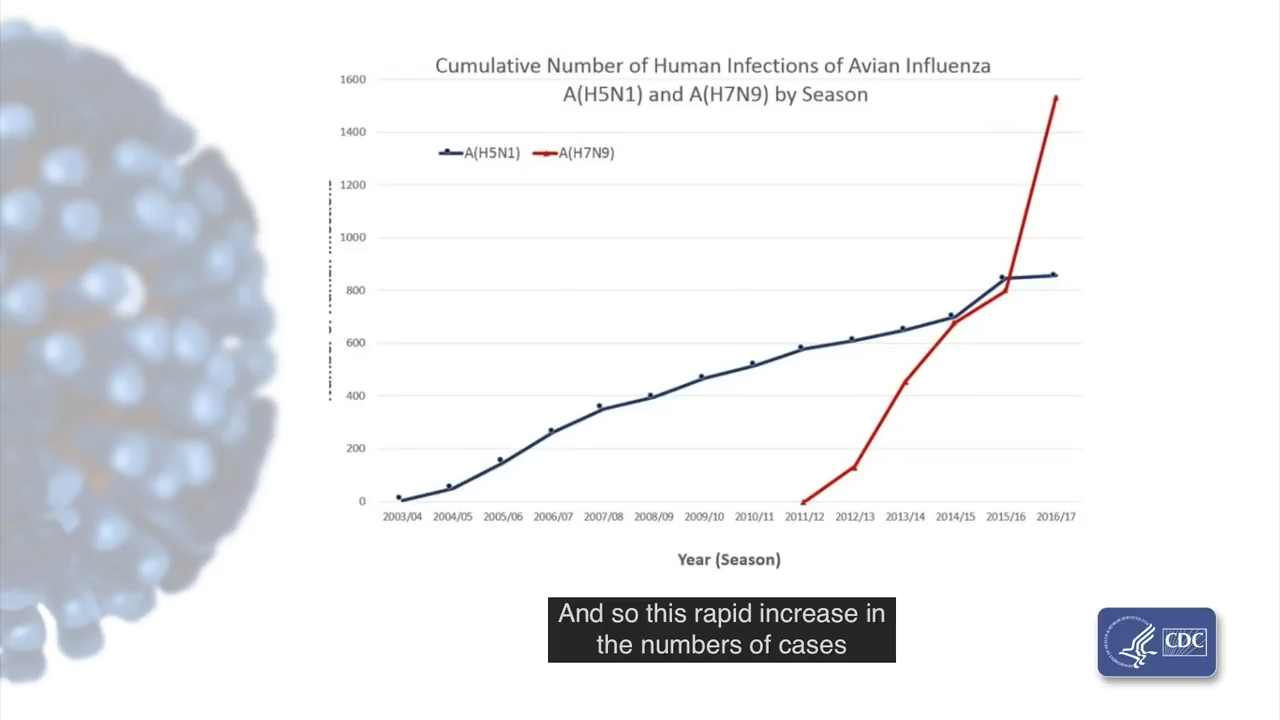 Cumulative Number of Human Infections of Avian Influenza
A(H5N1) and A(H7N9) by Season
A(H5N1) A(H7N9)
1600
1400
1200
1000
800
600
400
200
0
2003/04 2004/05 2005/06 2006/07 2007/08 2008/09 2009/10 2010/11 2011/12 2012/13 2013/14 2014/15 2015/16 2016/17
Year (Season)
And so this rapid increase in
the numbers of cases
CDC